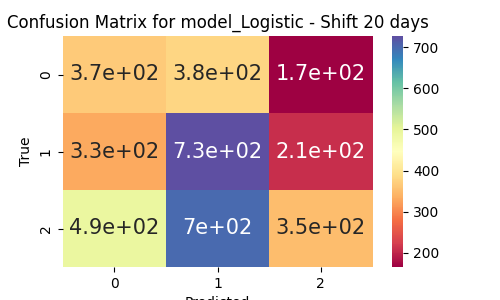 Confusion Matrix for model_Logistic - Shift 20 days
0 3.7e+02 3.8e+02 1.7e+02
1 3.3e+02 7.3e+02 2.1e+02
2 4.9e+02 7e+02 3.5e+02
0 1 2
Predicted
True
700
600
500
400
300
200